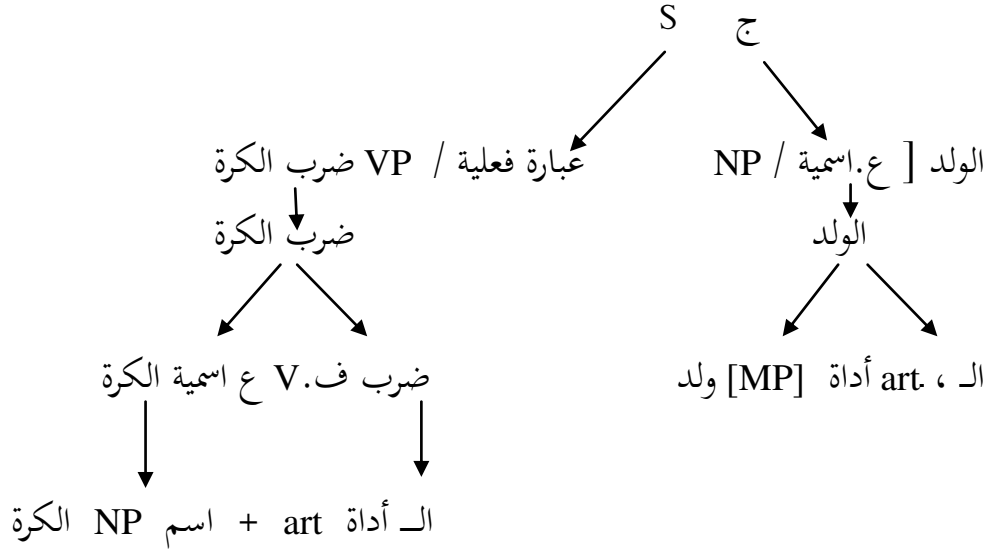 ج S
الولد [ ع.اسمية / NP عبارة فعلية / VP ضرب الكرة
الولد ضرب الكرة
الـ ، art. أداة [MP] ولد ضرب ف.V ع اسمية الكرة
الــ أداة art + اسم NP الكرة